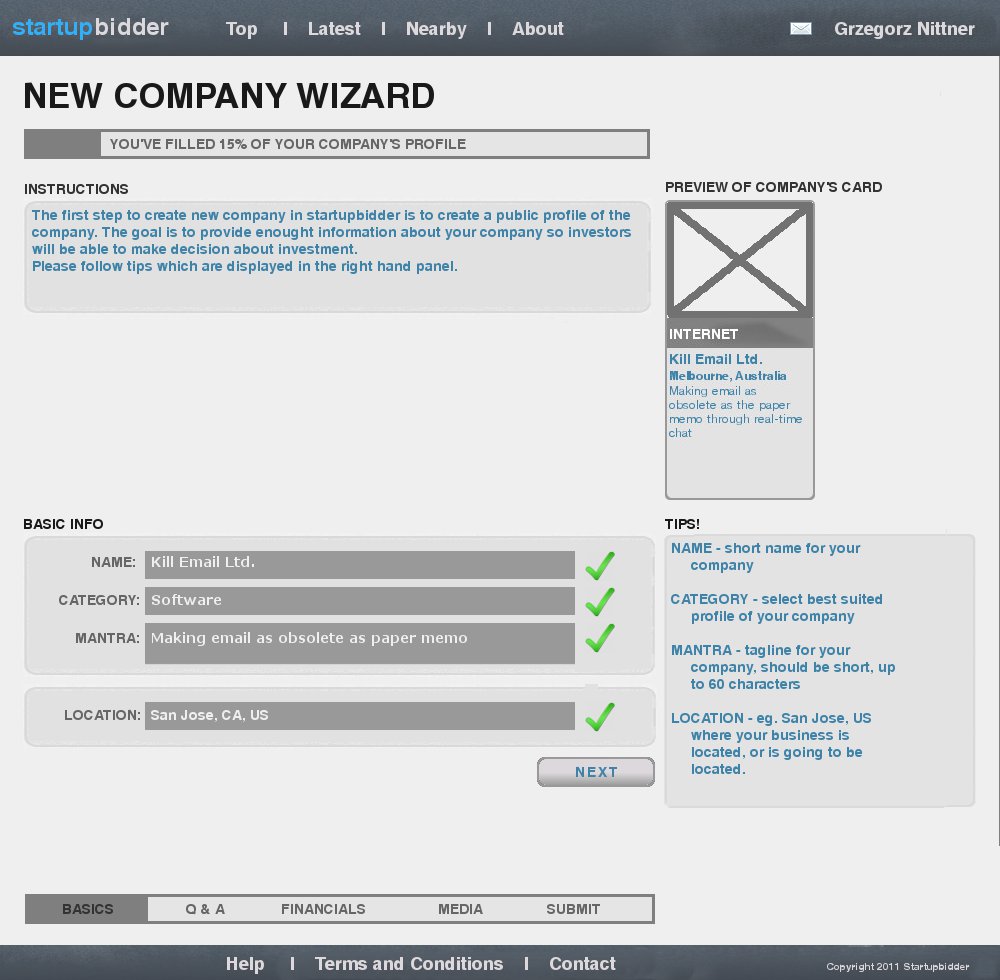 startupbidder Top | Latest | Nearby | About Grzegorz Nittner
NEW COMPANY WIZARD
YOU'VE FILLED 15% OF YOUR COMPANY'S PROFILE
INSTRUCTIONS
The first step to create new company in startupbidder is to create a public profile of the
company. The goal is to provide enought information about your company so investors
will be able to make decision about investment.
Please follow tips which are displayed in the right hand panel.
PREVIEW OF COMPANY'S CARD
INTERNET
Kill Email Ltd.
Melbourne, Australia
Making email as
obsolete as the paper
memo through real-time
chat
BASIC INFO
NAME: Kill Email Ltd.
CATEGORY: Software
MANTRA: Making email as obsolete as paper memo
LOCATION: San Jose, CA, US
NEXT
TIPS!
NAME - short name for your
company
CATEGORY - select best suited
profile of your company
MANTRA - tagline for your
company, should be short, up
to 60 characters
LOCATION - eg. San Jose, US
where your business is
located, or is going to be
located.
BASICS Q & A FINANCIALS MEDIA SUBMIT
Help | Terms and Conditions | Contact Copyright 2011 Startupbidder